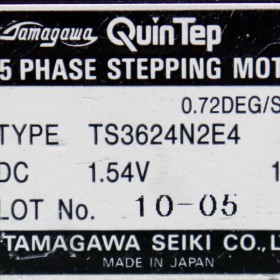 Tamagawa QuinTep
5 PHASE STEPPING MOT
0.72DEG/S
TYPE TS3624N2E4
DC 1.54V 1
LOT No. 10-05
TAMAGAWA SEIKI CO.,L
MADE IN JAPAN